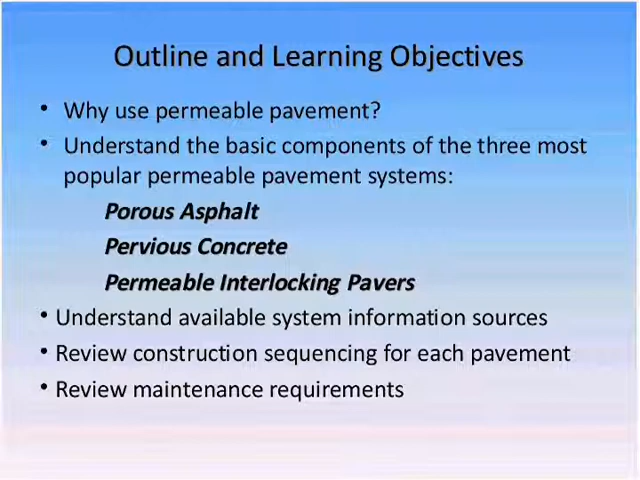 Outline and Learning Objectives
• Why use permeable pavement?
• Understand the basic components of the three most
popular permeable pavement systems:
Porous Asphalt
Pervious Concrete
Permeable Interlocking Pavers
• Understand available system information sources
• Review construction sequencing for each pavement
• Review maintenance requirements